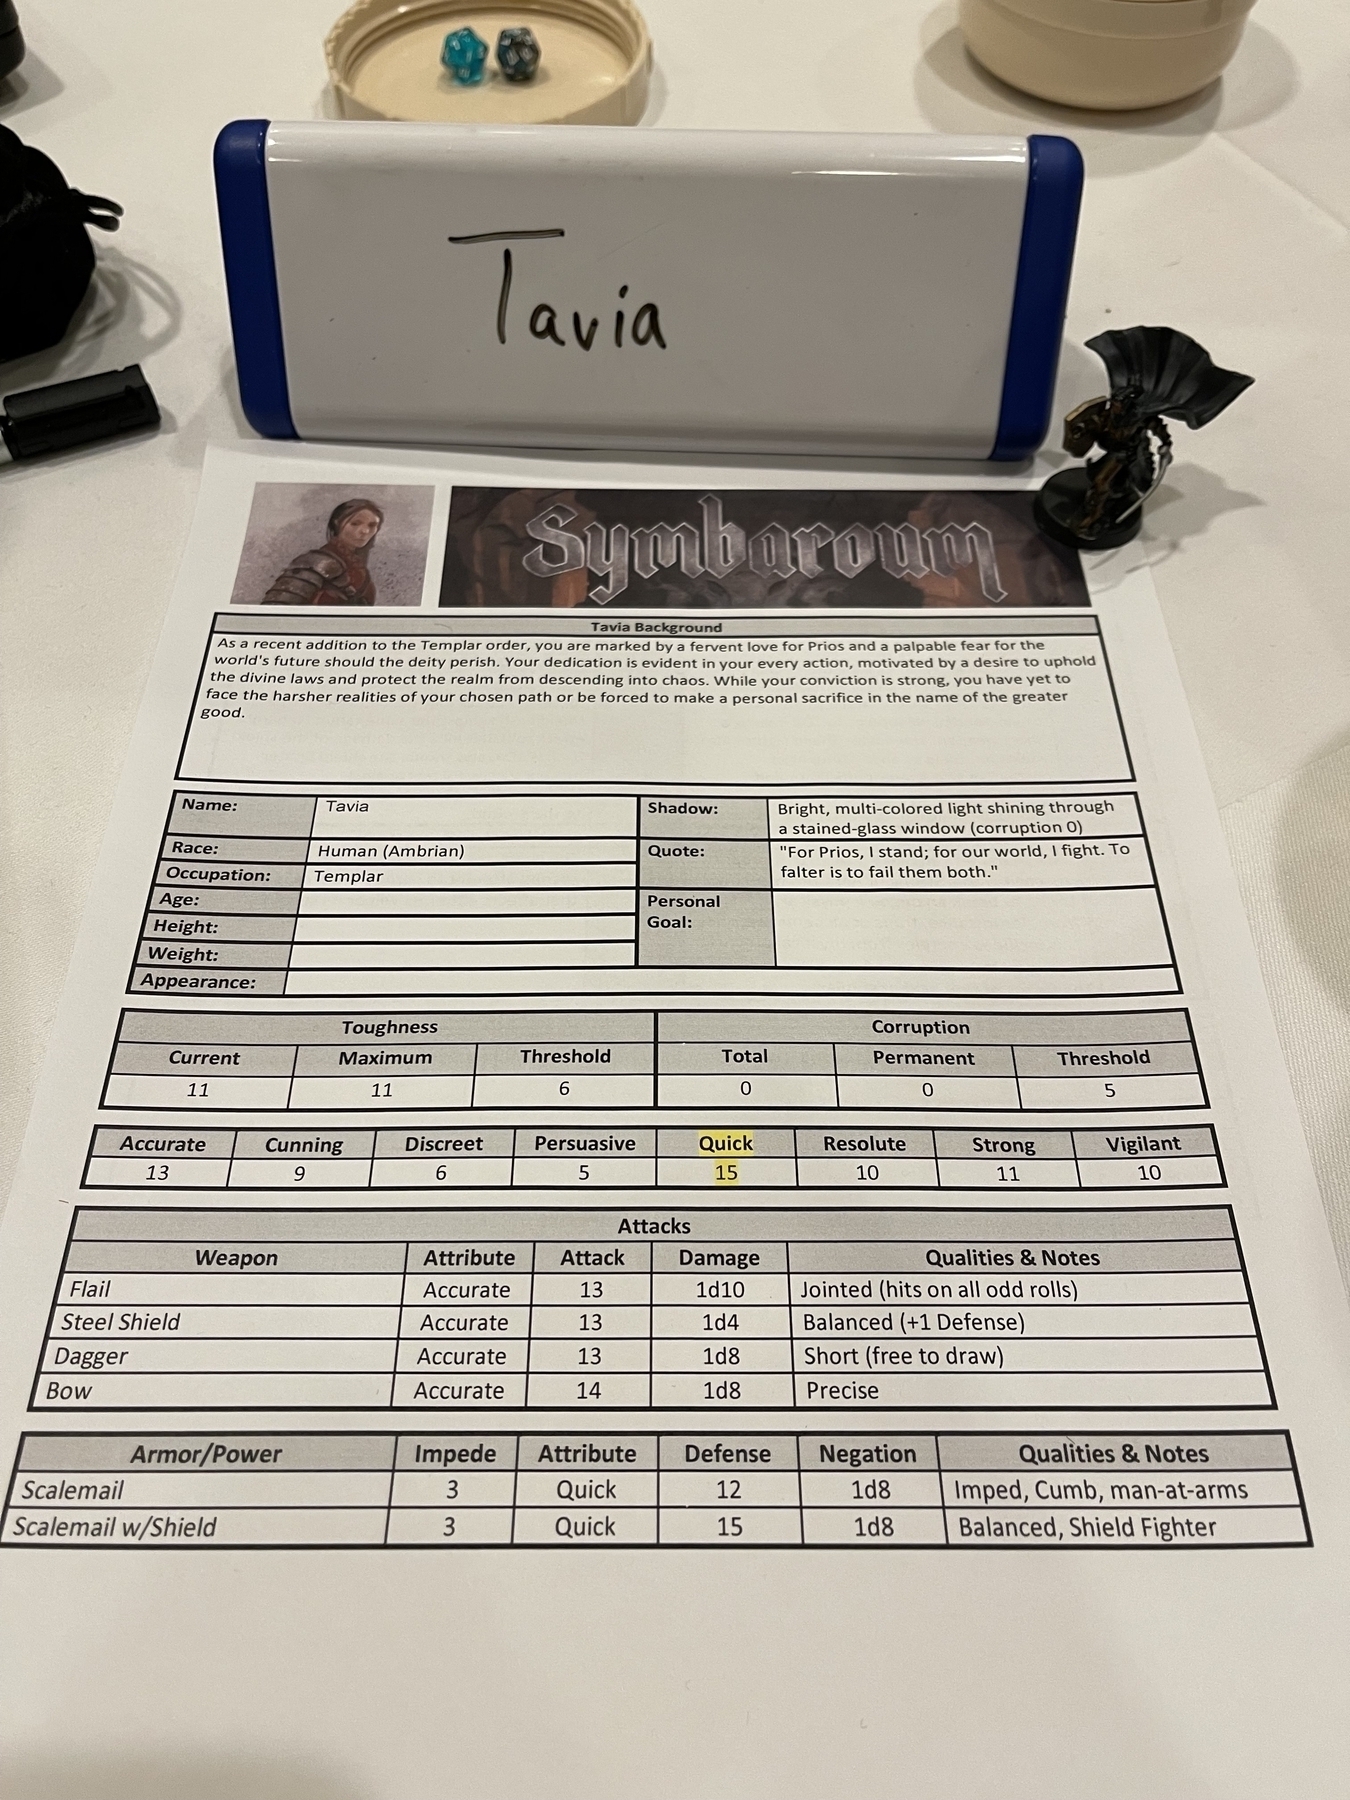 Tavia
Symbaroum
Tavia Background
As a recent addition to the Templar order, you are marked by a fervent love for Prios and a palpable fear for the
world's future should the deity perish. Your dedication is evident in your every action, motivated by a desire to uphold
the divine laws and protect the realm from descending into chaos. While your conviction is strong, you have yet to
face the harsher realities of your chosen path or be forced to make a personal sacrifice in the name of the greater
good.
Name: Tavia Shadow: Bright, multi-colored light shining through
a stained-glass window (corruption 0)
Race: Human (Ambrian) Quote: "For Prios, I stand; for our world, I fight. To
Occupation: Templar falter is to fail them both."
Age: Personal
Height: Goal:
Weight:
Appearance:
Toughness Corruption
Current Maximum Threshold Total Permanent Threshold
11 11 6 0 0 5
Accurate Cunning Discreet Persuasive Quick Resolute Strong Vigilant
13 9 6 5 15 10 11 10
Attacks
Weapon Attribute Attack Damage Qualities & Notes
Flail Accurate 13 1d10 Jointed (hits on all odd rolls)
Steel Shield Accurate 13 1d4 Balanced (+1 Defense)
Dagger Accurate 13 1d8 Short (free to draw)
Bow Accurate 14 1d8 Precise
Armor/Power Impede Attribute Defense Negation Qualities & Notes
Scalemail 3 Quick 12 1d8 Imped, Cumb, man-at-arms
Scalemail w/Shield 3 Quick 15 1d8 Balanced, Shield Fighter